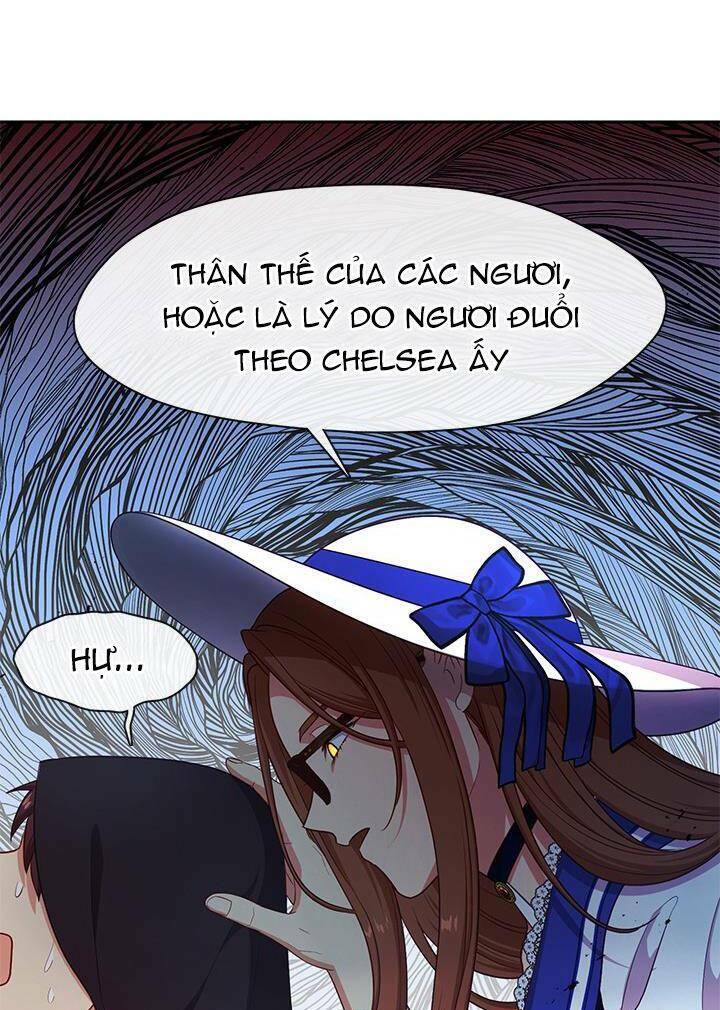 THÂN THẾ CỦA CÁC NGƯƠI,
HOẶC LÀ LÝ DO NGƯƠI ĐUỔI
THEO CHELSEA ẤY
HỰ...